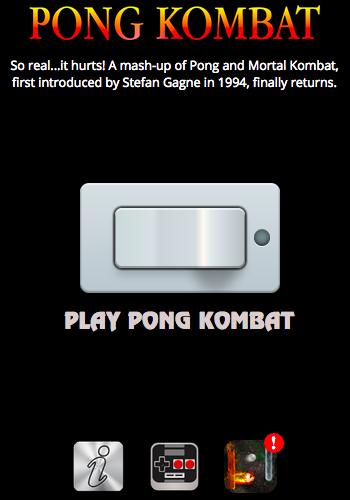 PONG KOMBAT
So real...it hurts! A mash-up of Pong and Mortal Kombat,
first introduced by Stefan Gagne in 1994, finally returns.
PLAY PONG KOMBAT
i
!